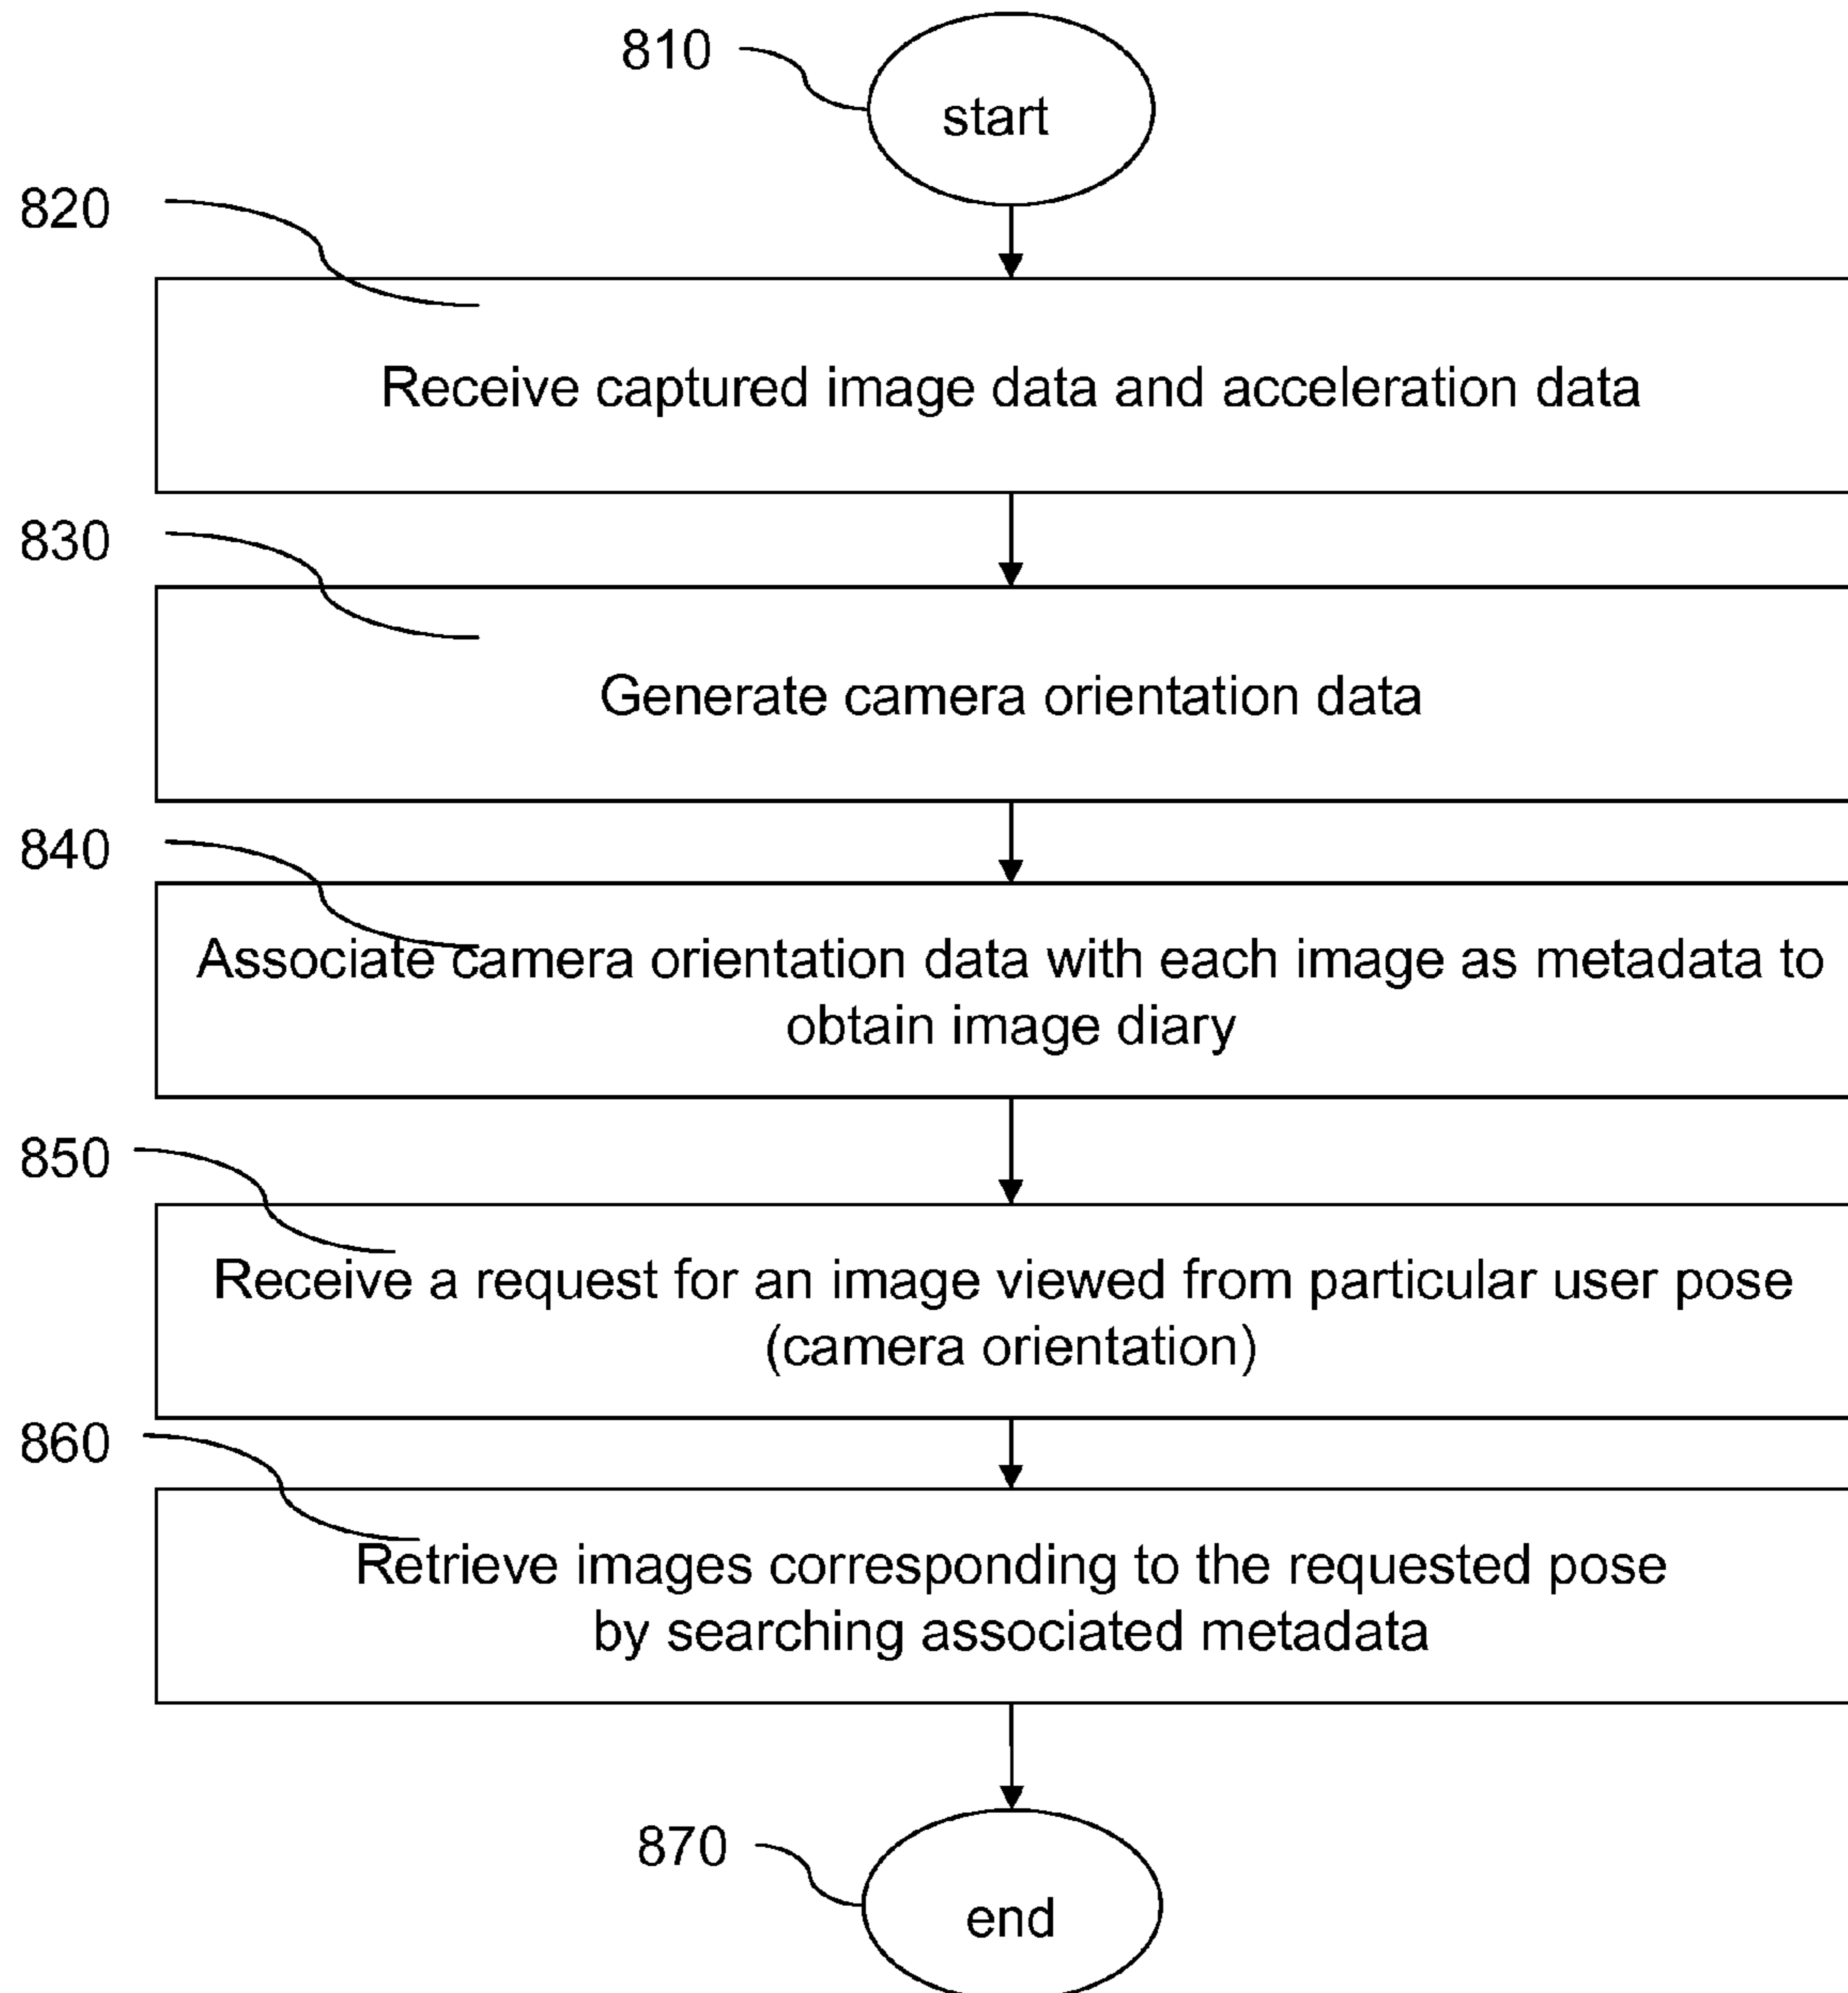 810
start
820
Receive captured image data and acceleration data
830
Generate camera orientation data
840
Associate camera orientation data with each image as metadata to
obtain image diary
850
Receive a request for an image viewed from particular user pose
(camera orientation)
860
Retrieve images corresponding to the requested pose
by searching associated metadata
870
end